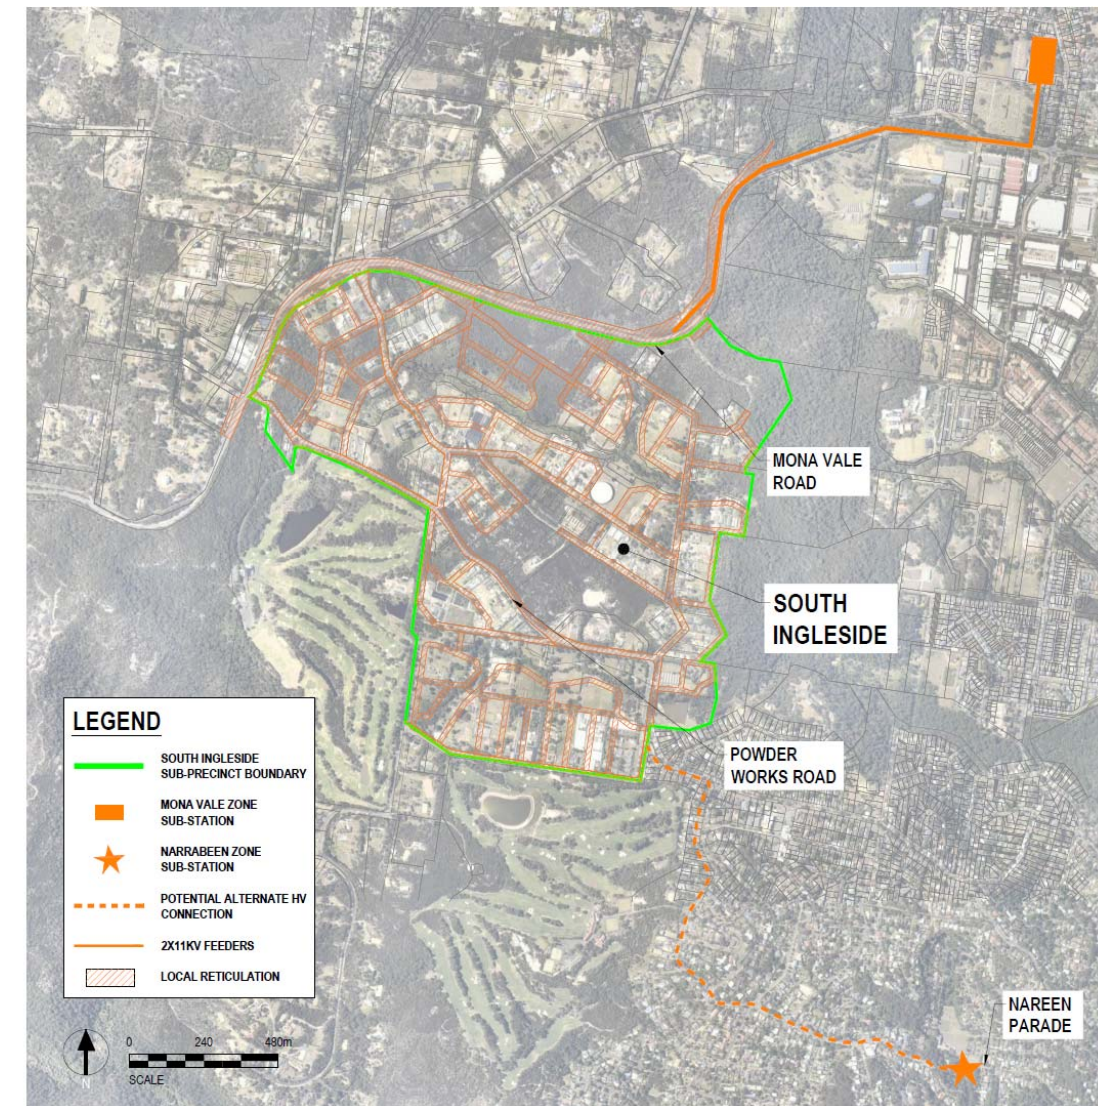 MONA VALE
ROAD
SOUTH
INGLESIDE
LEGEND
SOUTH INGLESIDE
SUB-PRECINCT BOUNDARY
MONA VALE ZONE
SUB-STATION
NARRABEEN ZONE
SUB-STATION
POTENTIAL ALTERNATE HV
CONNECTION
2X11KV FEEDERS
LOCAL RETICULATION
POWDER
WORKS ROAD
NAREEN
PARADE
N
0 240 480m
SCALE